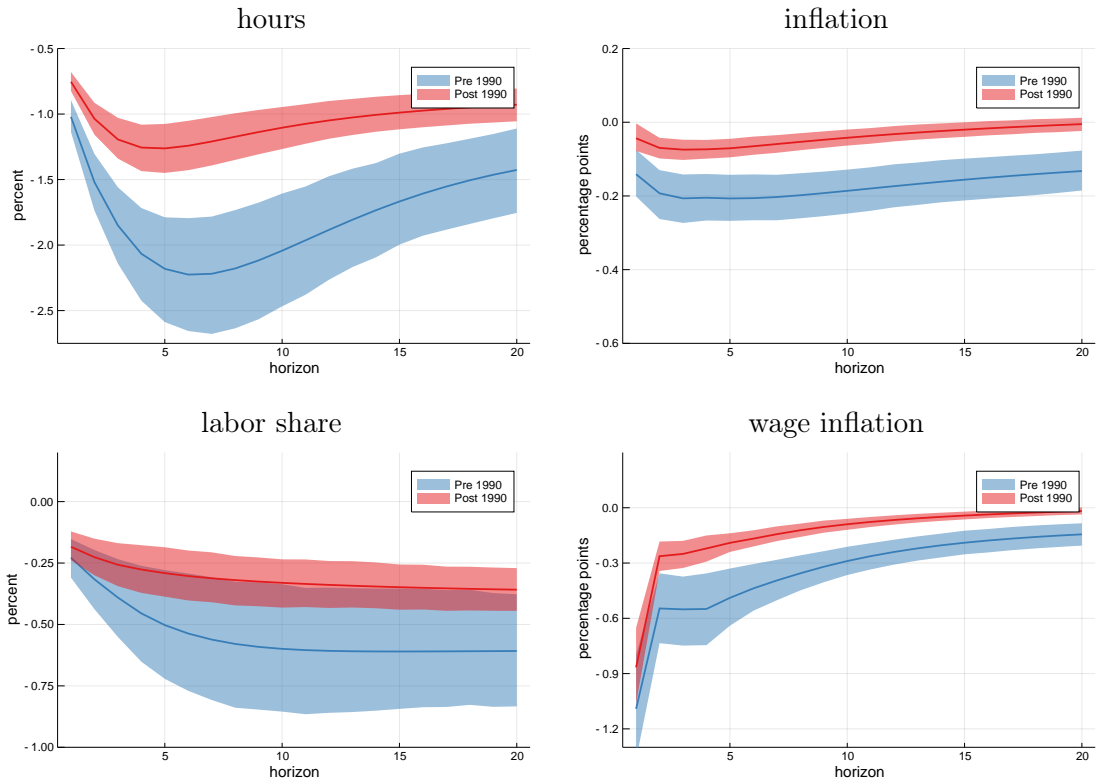 hours
- 0.5
- 1.0
- 1.5
- 2.0
- 2.5
percent
5 10 15 20
horizon
Pre 1990
Post 1990
inflation
0.2
0.0
- 0.2
- 0.4
- 0.6
percentage points
5 10 15 20
horizon
Pre 1990
Post 1990
labor share
0.00
- 0.25
- 0.50
- 0.75
- 1.00
percent
5 10 15 20
horizon
Pre 1990
Post 1990
wage inflation
0.0
- 0.3
- 0.6
- 0.9
- 1.2
percentage points
5 10 15 20
horizon
Pre 1990
Post 1990